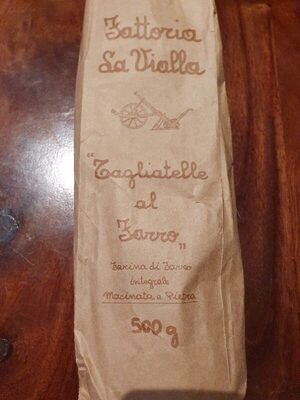 Fattoria
La Vialla
"Tagliatelle
al
Farro"
Farina di Farro
integrale
Macinata a Pietra
500 g